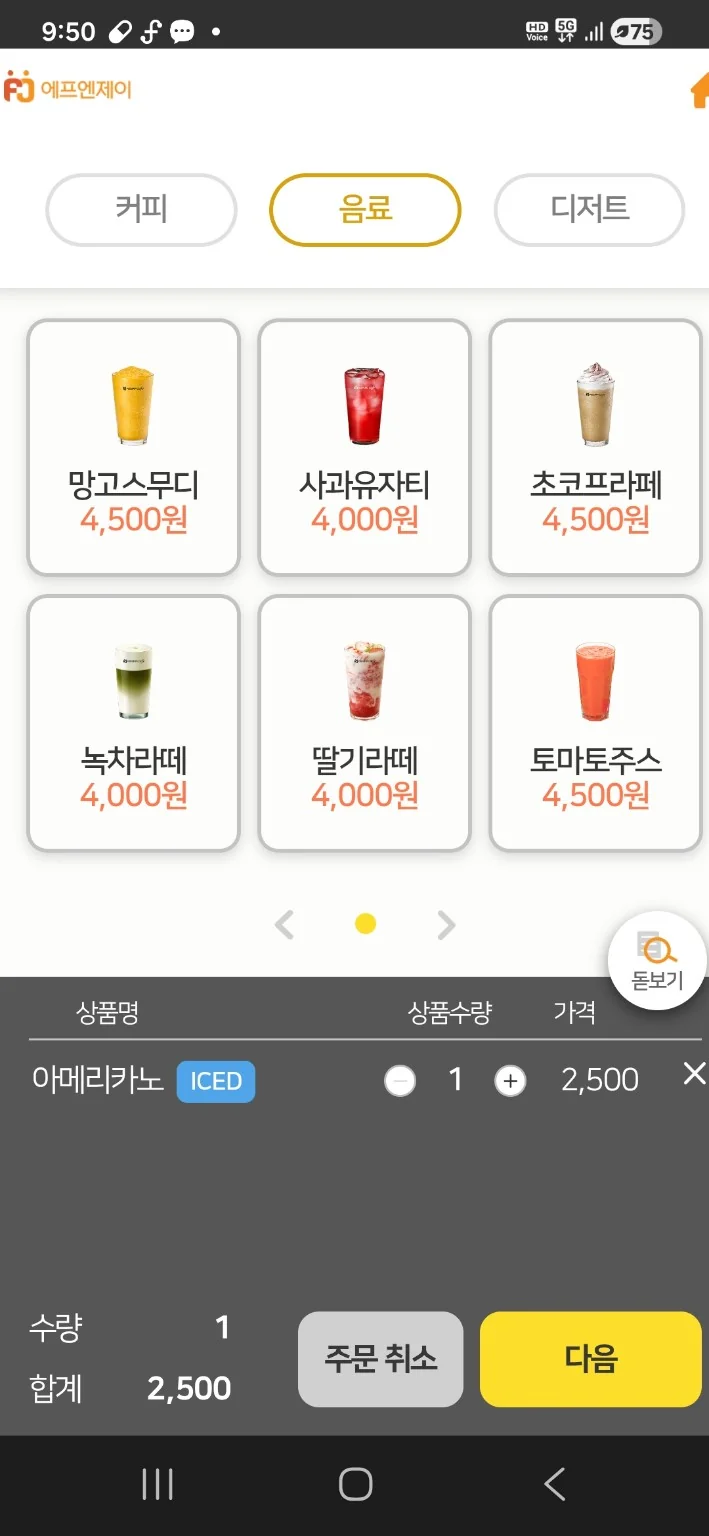 9:50
HD Voice 5G 75
에프엔제이
커피 음료 디저트
망고스무디 사과유자티 초코프라페
4,500원 4,000원 4,500원
녹차라떼 딸기라떼 토마토주스
4,000원 4,000원 4,500원
돋보기
상품명 상품수량 가격
아메리카노 ICED 1 2,500
수량 1
합계 2,500
주문 취소 다음